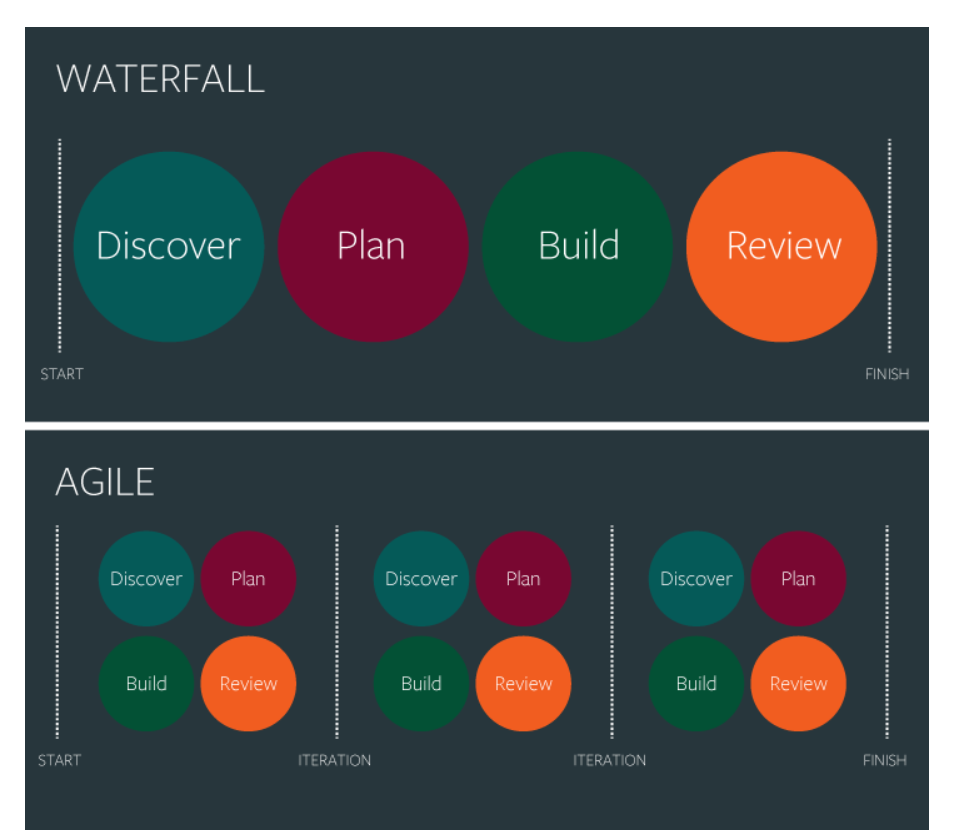 WATERFALL
Discover Plan Build Review
START FINISH
AGILE
Discover Plan Discover Plan Discover Plan
Build Review Build Review Build Review
START ITERATION ITERATION FINISH